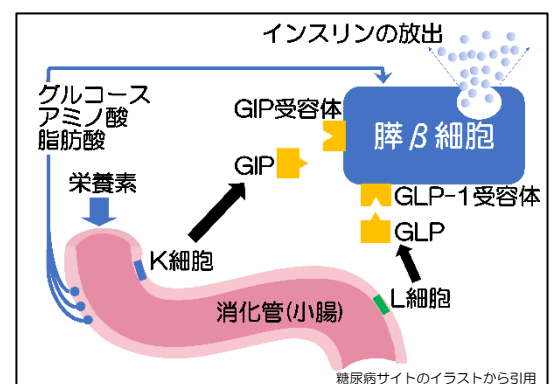 インスリンの放出
グルコース
アミノ酸
脂肪酸
GIP受容体
膵β細胞
GIP
栄養素
GLP-1受容体
GLP
K細胞
L細胞
消化管(小腸)
糖尿病サイトのイラストから引用